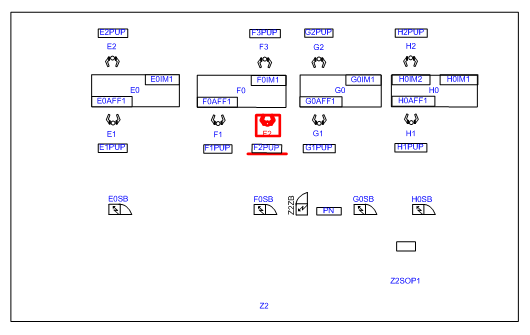 E2PUP F3PUP G2PUP H2PUP
E2 F3 G2 H2
E0IM1 F0IM1 G0IM1 H0IM2 H0IM1
E0 F0 G0 H0
E0AFF1 F0AFF1 G0AFF1 H0AFF1
E1 F1 F2 G1 H1
E1PUP F1PUP F2PUP G1PUP H1PUP
E0SB F0SB Z2ZB G0SB H0SB
PN
Z2SOP1
Z2